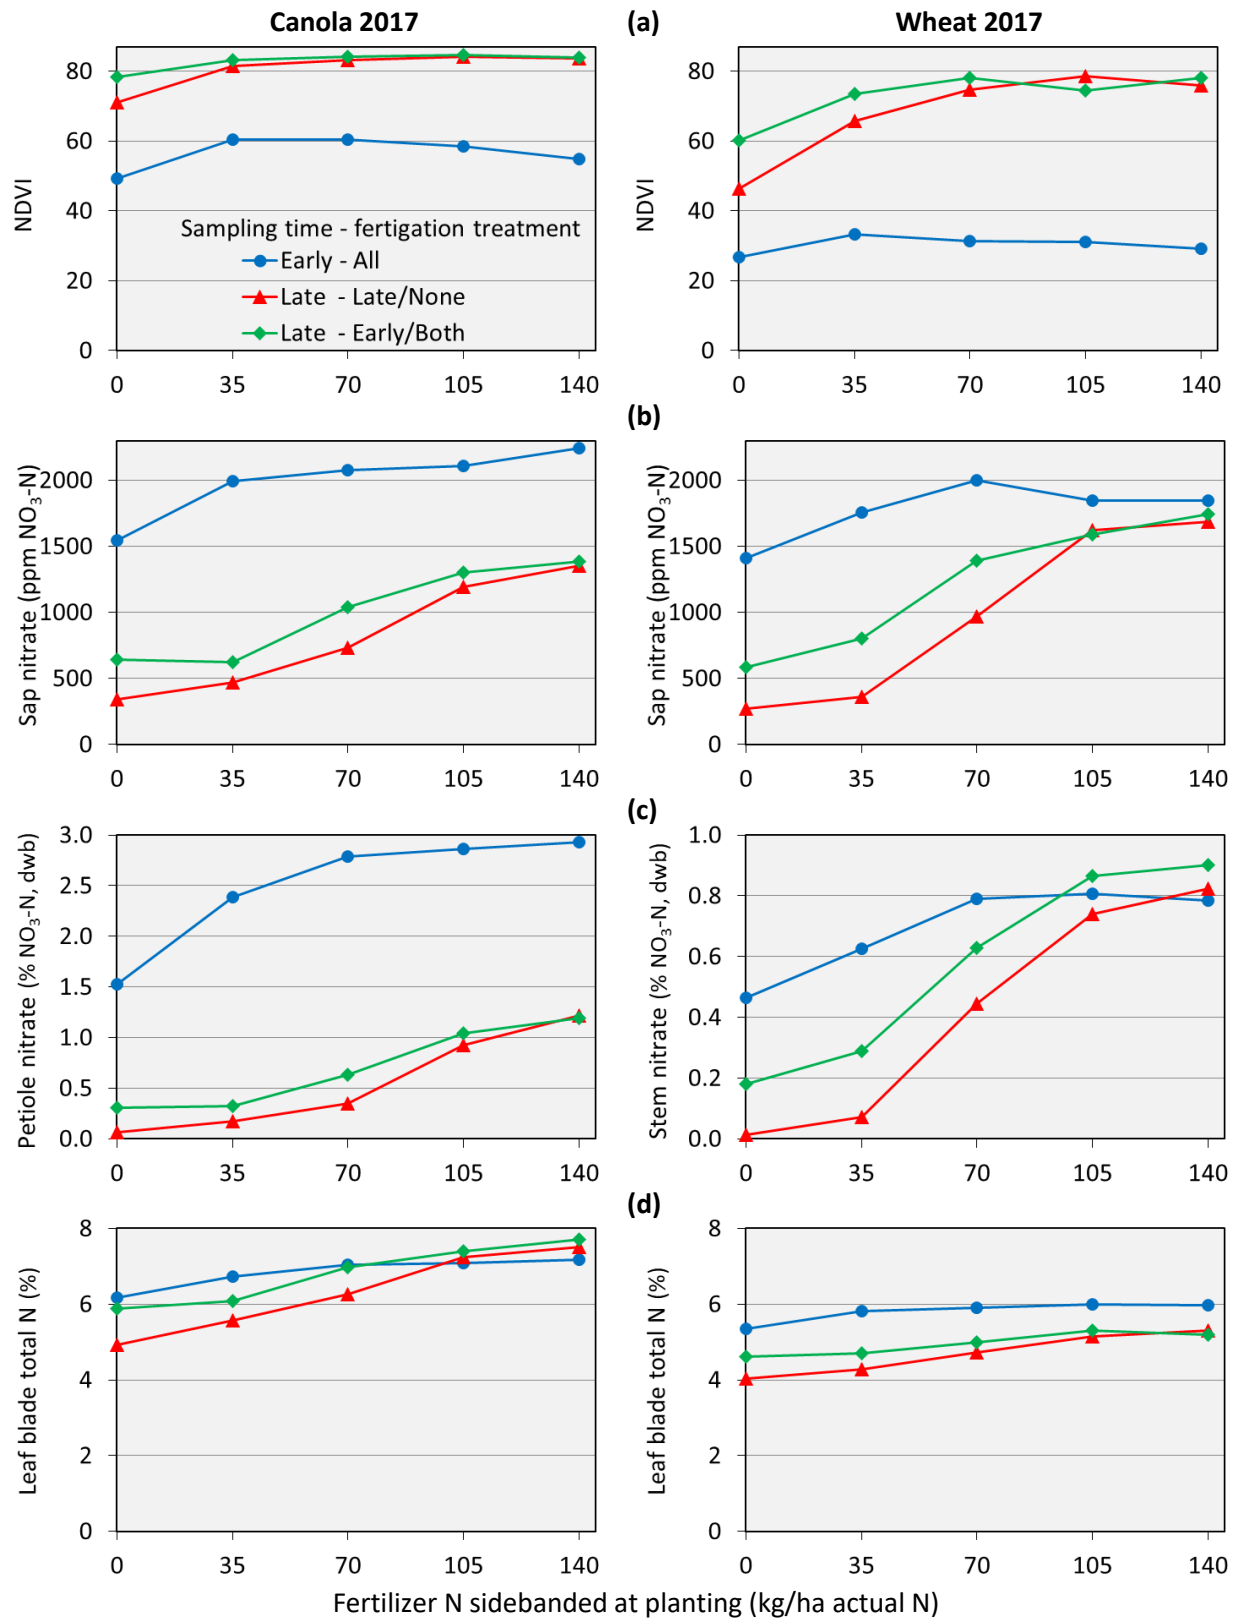 Canola 2017 (a) Wheat 2017
NDVI
80
60
40
20
0
0 35 70 105 140
Sampling time - fertigation treatment
Early - All
Late - Late/None
Late - Early/Both
NDVI
80
60
40
20
0
0 35 70 105 140
(b)
Sap nitrate (ppm NO₃-N)
2000
1500
1000
500
0
0 35 70 105 140
Sap nitrate (ppm NO₃-N)
2000
1500
1000
500
0
0 35 70 105 140
(c)
Petiole nitrate (% NO₃-N, dwb)
3.0
2.5
2.0
1.5
1.0
0.5
0.0
0 35 70 105 140
Stem nitrate (% NO₃-N, dwb)
1.0
0.8
0.6
0.4
0.2
0.0
0 35 70 105 140
(d)
Leaf blade total N (%)
8
6
4
2
0
0 35 70 105 140
Leaf blade total N (%)
8
6
4
2
0
0 35 70 105 140
Fertilizer N sidebanded at planting (kg/ha actual N)